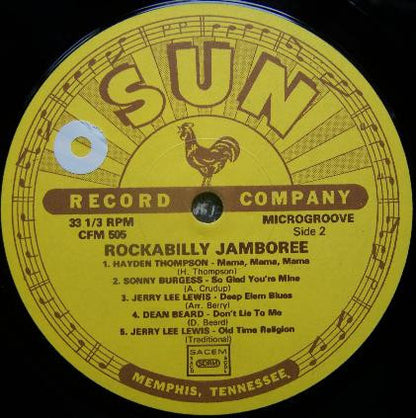 SUN
RECORD COMPANY
33 1/3 RPM MICROGROOVE
CFM 605 Side 2
ROCKABILLY JAMBOREE
1. HAYDEN THOMPSON - Mama, Mama, Mama
(H. Thompson)
2. SONNY BURGESS - So Glad You're Mine
(A. Crudup)
3. JERRY LEE LEWIS - Deep Elem Blues
(Arr. Berry)
4. DEAN BEARD - Don't Lie To Me
(D. Beard)
5. JERRY LEE LEWIS - Old Time Religion
(Traditional)
SACEM
SDRM
MEMPHIS, TENNESSEE